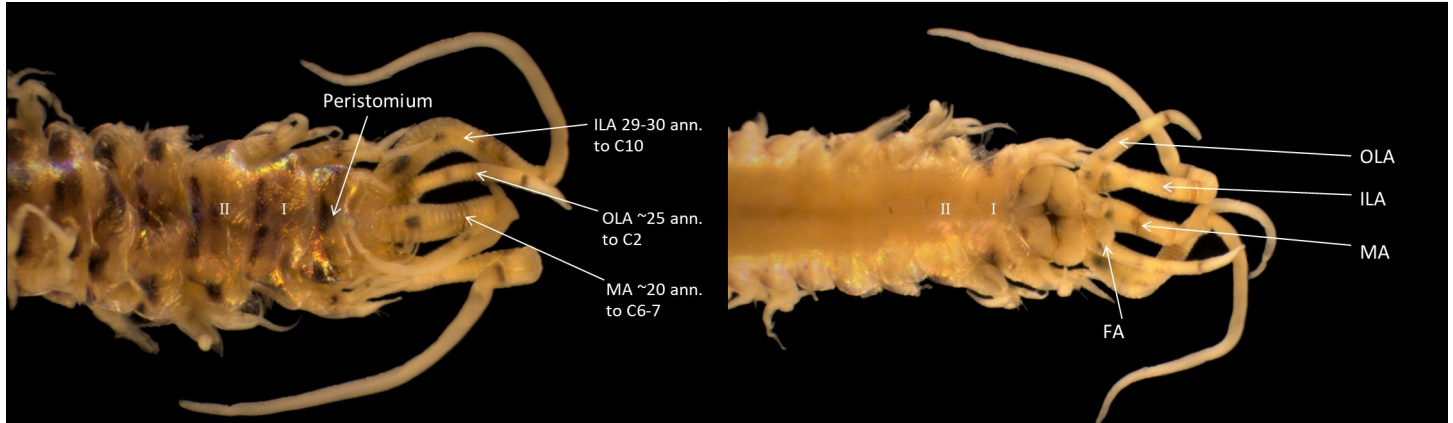 Peristomium
ILA 29-30 ann.
to C10
II
I
OLA ~25 ann.
to C2
MA ~20 ann.
to C6-7
OLA
ILA
II
I
MA
FA